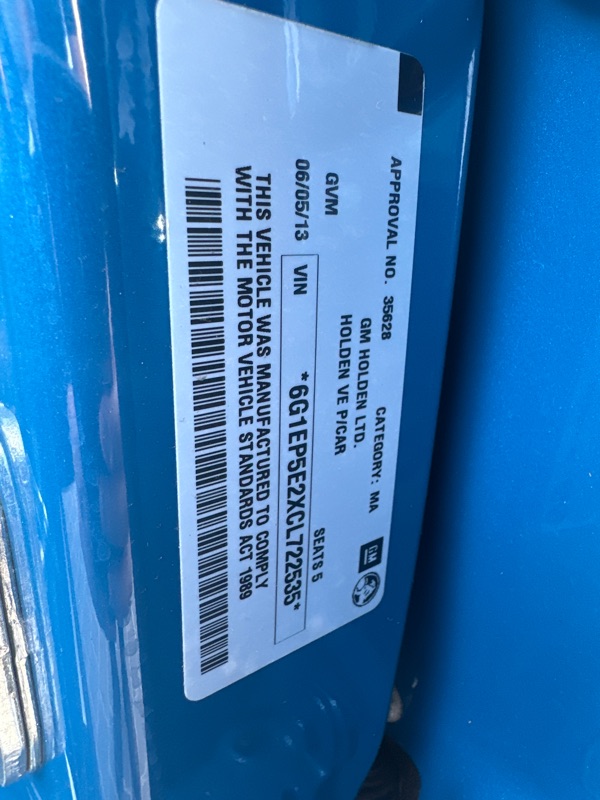 APPROVAL NO. 35628 CATEGORY: MA
GM HOLDEN LTD.
HOLDEN VE P/CAR
GM
GVM SEATS 5
06/05/13 VIN *6G1EP5E2XCL722535*
THIS VEHICLE WAS MANUFACTURED TO COMPLY
WITH THE MOTOR VEHICLE STANDARDS ACT 1989